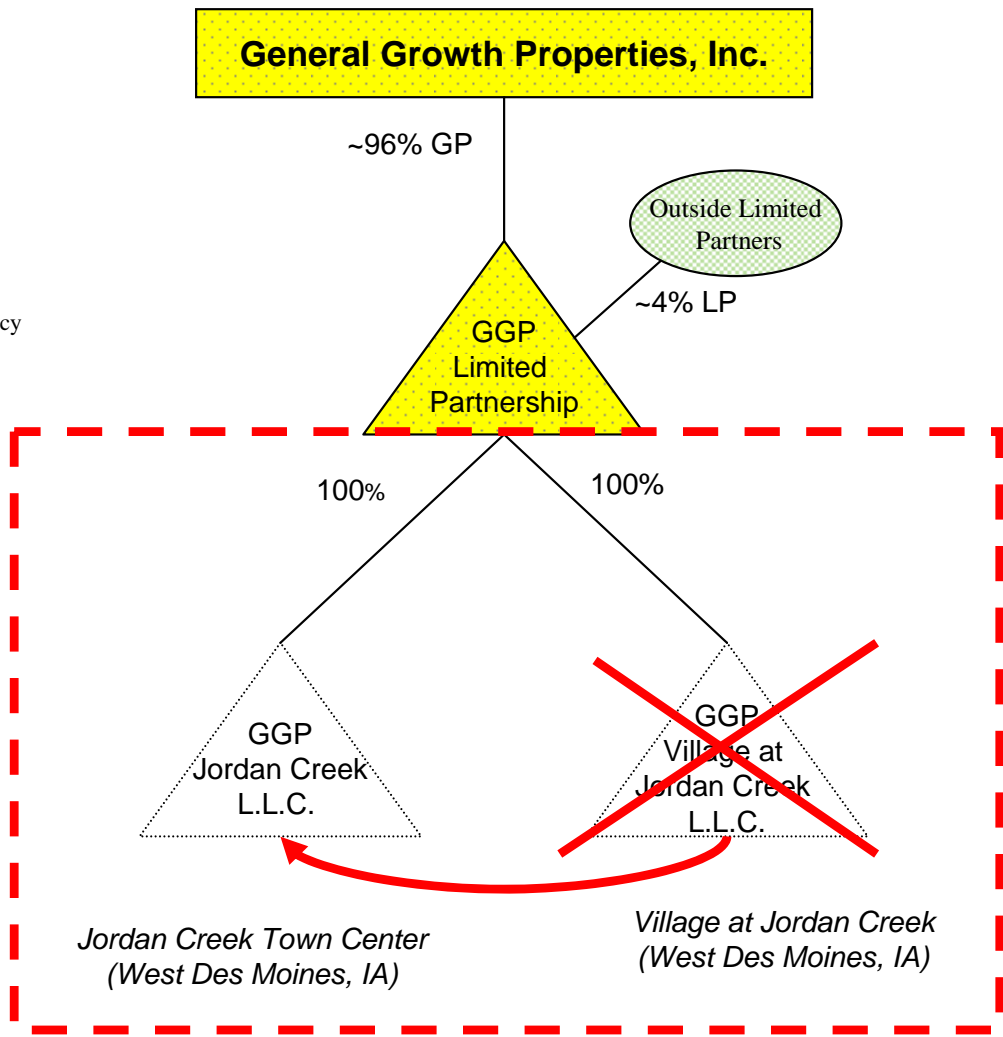 General Growth Properties, Inc.
~96% GP
Outside Limited
Partners
~4% LP
cy
GGP
Limited
Partnership
100%
100%
GGP
Jordan Creek
L.L.C.
GGP
Village at
Jordan Creek
L.L.C.
Jordan Creek Town Center
(West Des Moines, IA)
Village at Jordan Creek
(West Des Moines, IA)